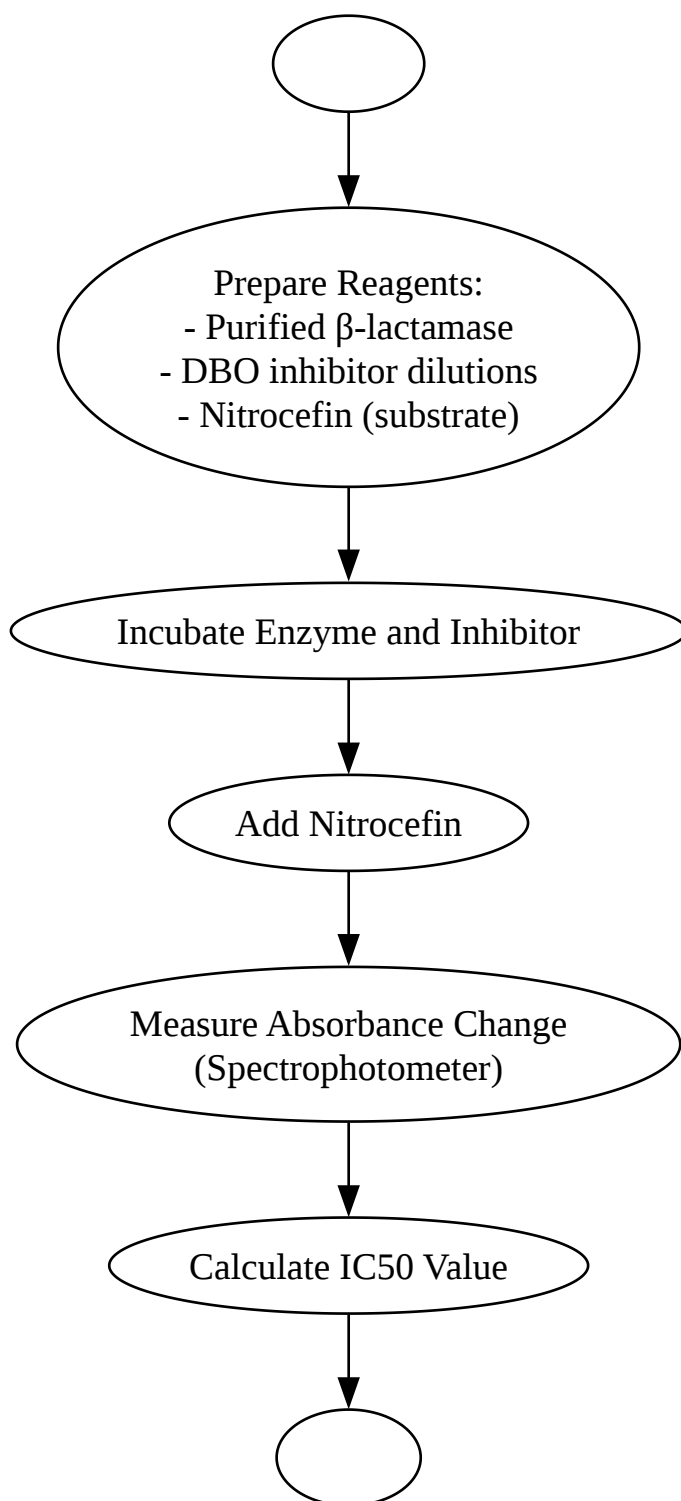 Prepare Reagents:
- Purified β-lactamase
- DBO inhibitor dilutions
- Nitrocefin (substrate)
Incubate Enzyme and Inhibitor
Add Nitrocefin
Measure Absorbance Change
(Spectrophotometer)
Calculate IC50 Value